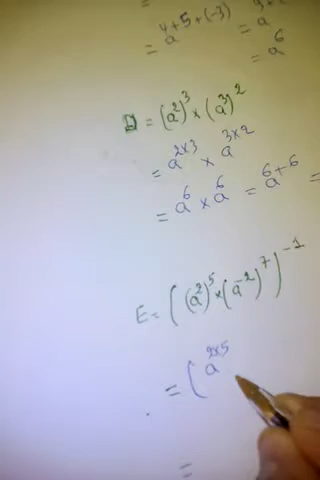 = a^{4+5+(-3)} = a
= a^6
D = (a^2)^3 × (a^3)^2
= a^{2×3} × a^{3×2}
= a^6 × a^6 = a^{6+6} =
E = ((a^2)^5 × (a^{-2})^7)^{-1}
= (a^{2×5}
=